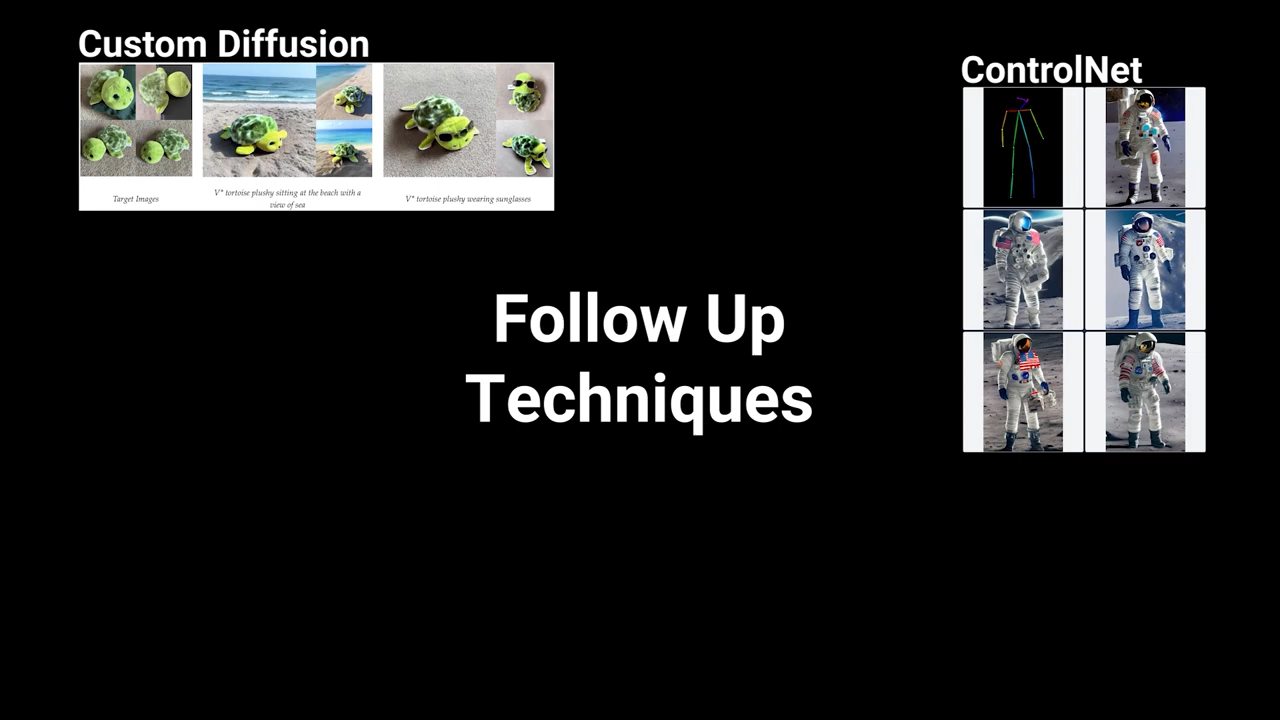 Custom Diffusion
Target Images
V* tortoise plushy sitting at the beach with a
view of sea
V* tortoise plushy wearing sunglasses
ControlNet
Follow Up
Techniques